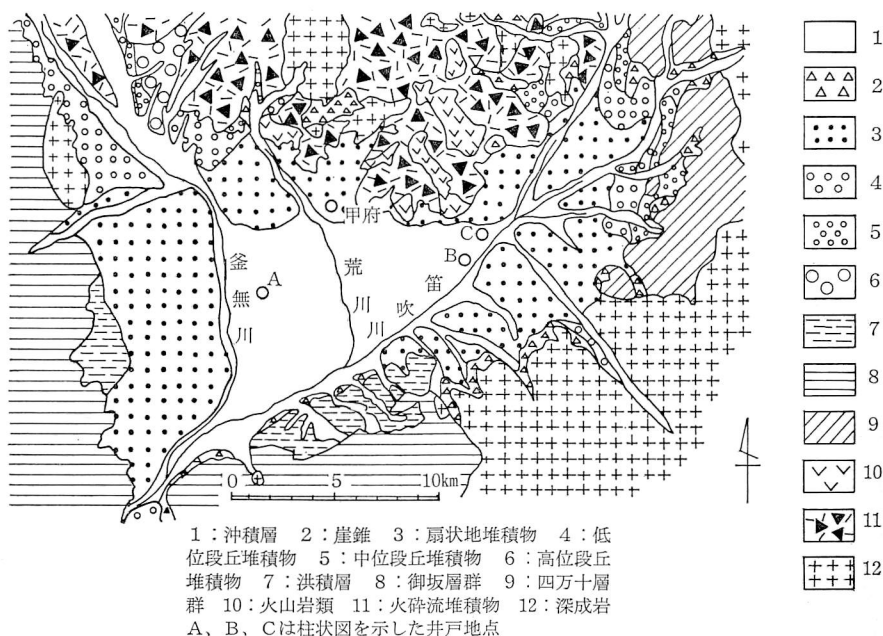 1
2
3
4
5
6
7
8
9
10
11
12
甲府
C
B
A
釜無川
荒川
笛吹川
0 5 10km
1：沖積層 2：崖錐 3：扇状地堆積物 4：低
位段丘堆積物 5：中位段丘堆積物 6：高位段丘
堆積物 7：洪積層 8：御坂層群 9：四万十層
群 10：火山岩類 11：火砕流堆積物 12：深成岩
A、B、Cは柱状図を示した井戸地点